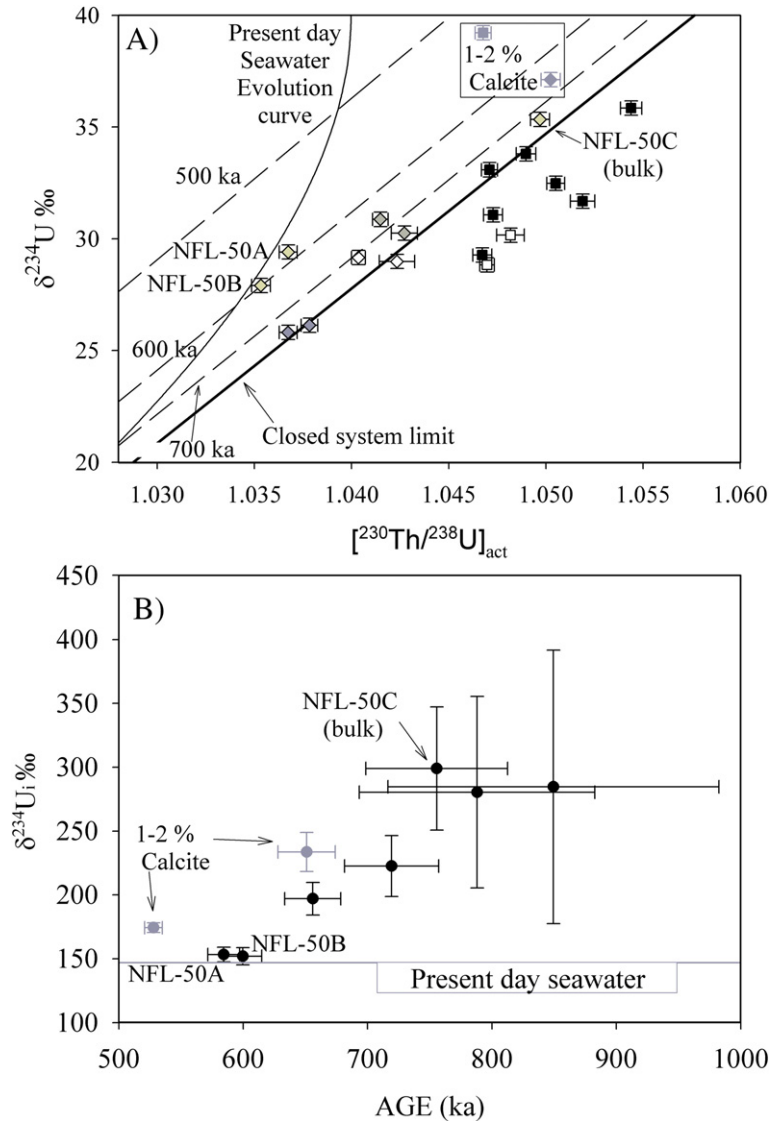 A)
Present day
Seawater
Evolution
curve
1-2 %
Calcite
NFL-50C
(bulk)
500 ka
NFL-50A
NFL-50B
600 ka
700 ka
Closed system limit
40
35
30
25
20
δ²³⁴U ‰
1.030 1.035 1.040 1.045 1.050 1.055 1.060
[²³⁰Th/²³⁸U]act
B)
450
400
350
300
250
200
150
100
δ²³⁴Ui ‰
NFL-50C
(bulk)
1-2 %
Calcite
NFL-50B
NFL-50A
Present day seawater
500 600 700 800 900 1000
AGE (ka)